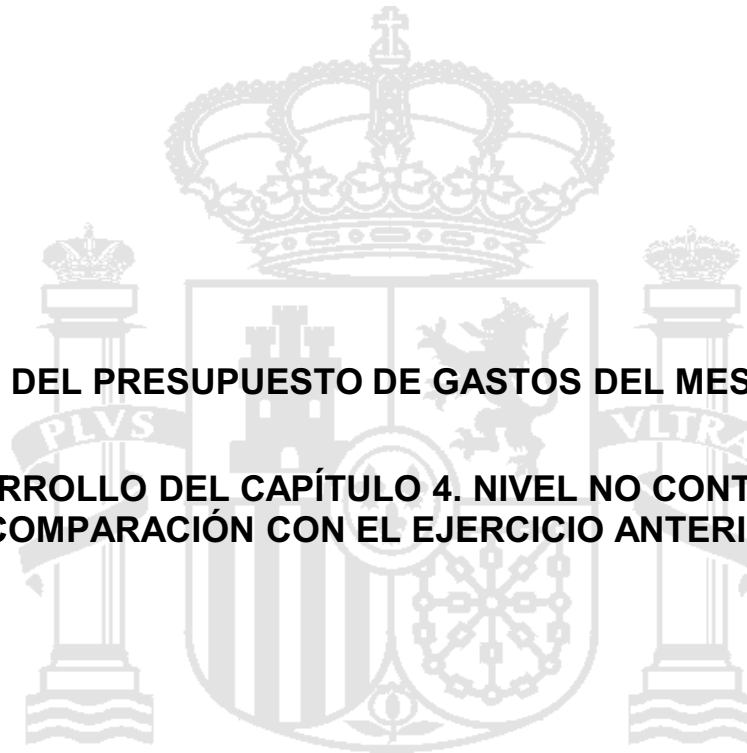 DEL PRESUPUESTO DE GASTOS DEL MES
PLVS VLTRA
RROLLO DEL CAPÍTULO 4. NIVEL NO CONT
COMPARACIÓN CON EL EJERCICIO ANTERI